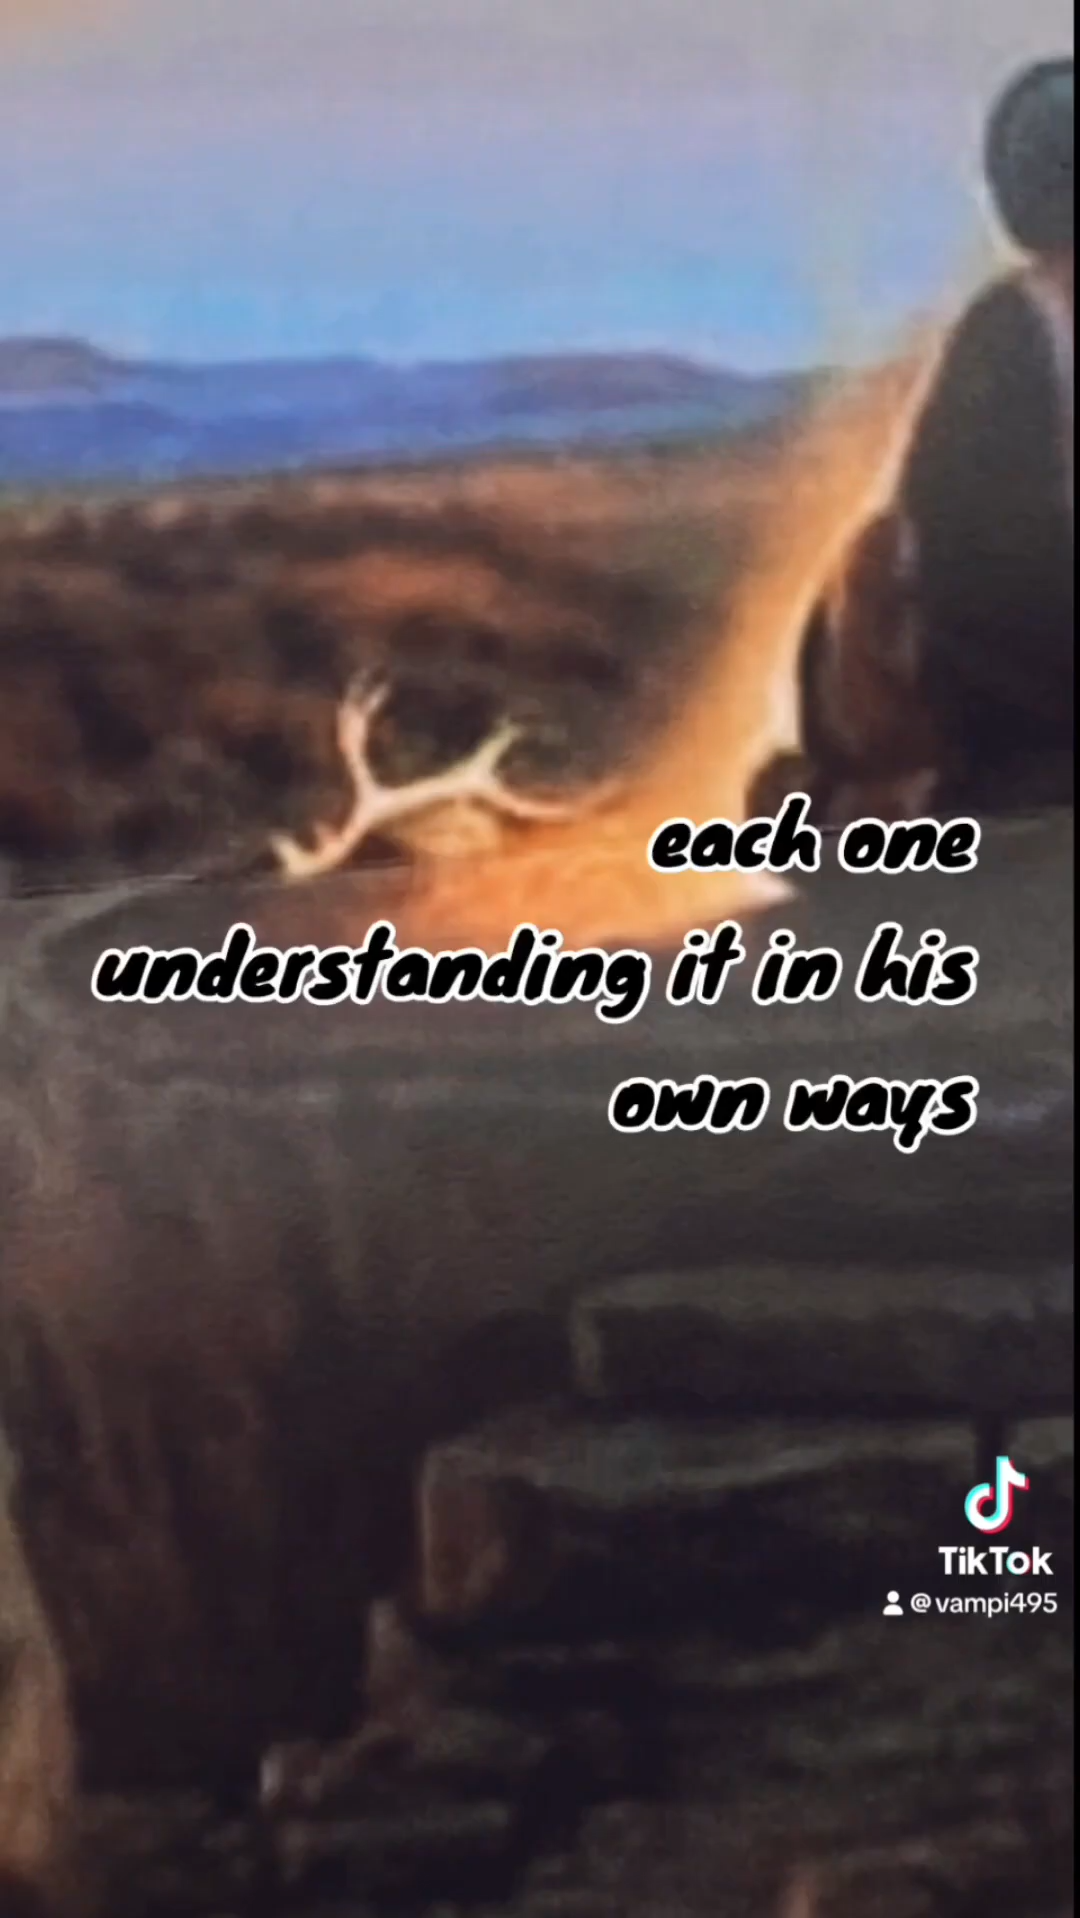 each one
understanding it in his
own ways
TikTok
@vampi495